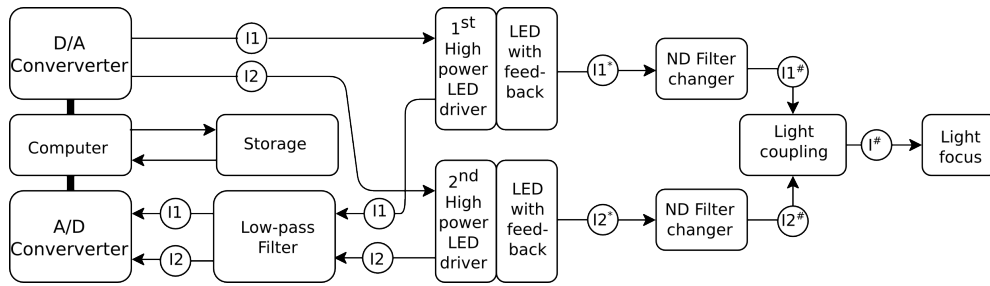 D/A
Conververter
I1
I2
1st
High
power
LED
driver
LED
with
feed-
back
I1*
ND Filter
changer
I1#
Computer
Storage
Light
coupling
I#
Light
focus
A/D
Conververter
I1
I2
Low-pass
Filter
I1
I2
2nd
High
power
LED
driver
LED
with
feed-
back
I2*
ND Filter
changer
I2#